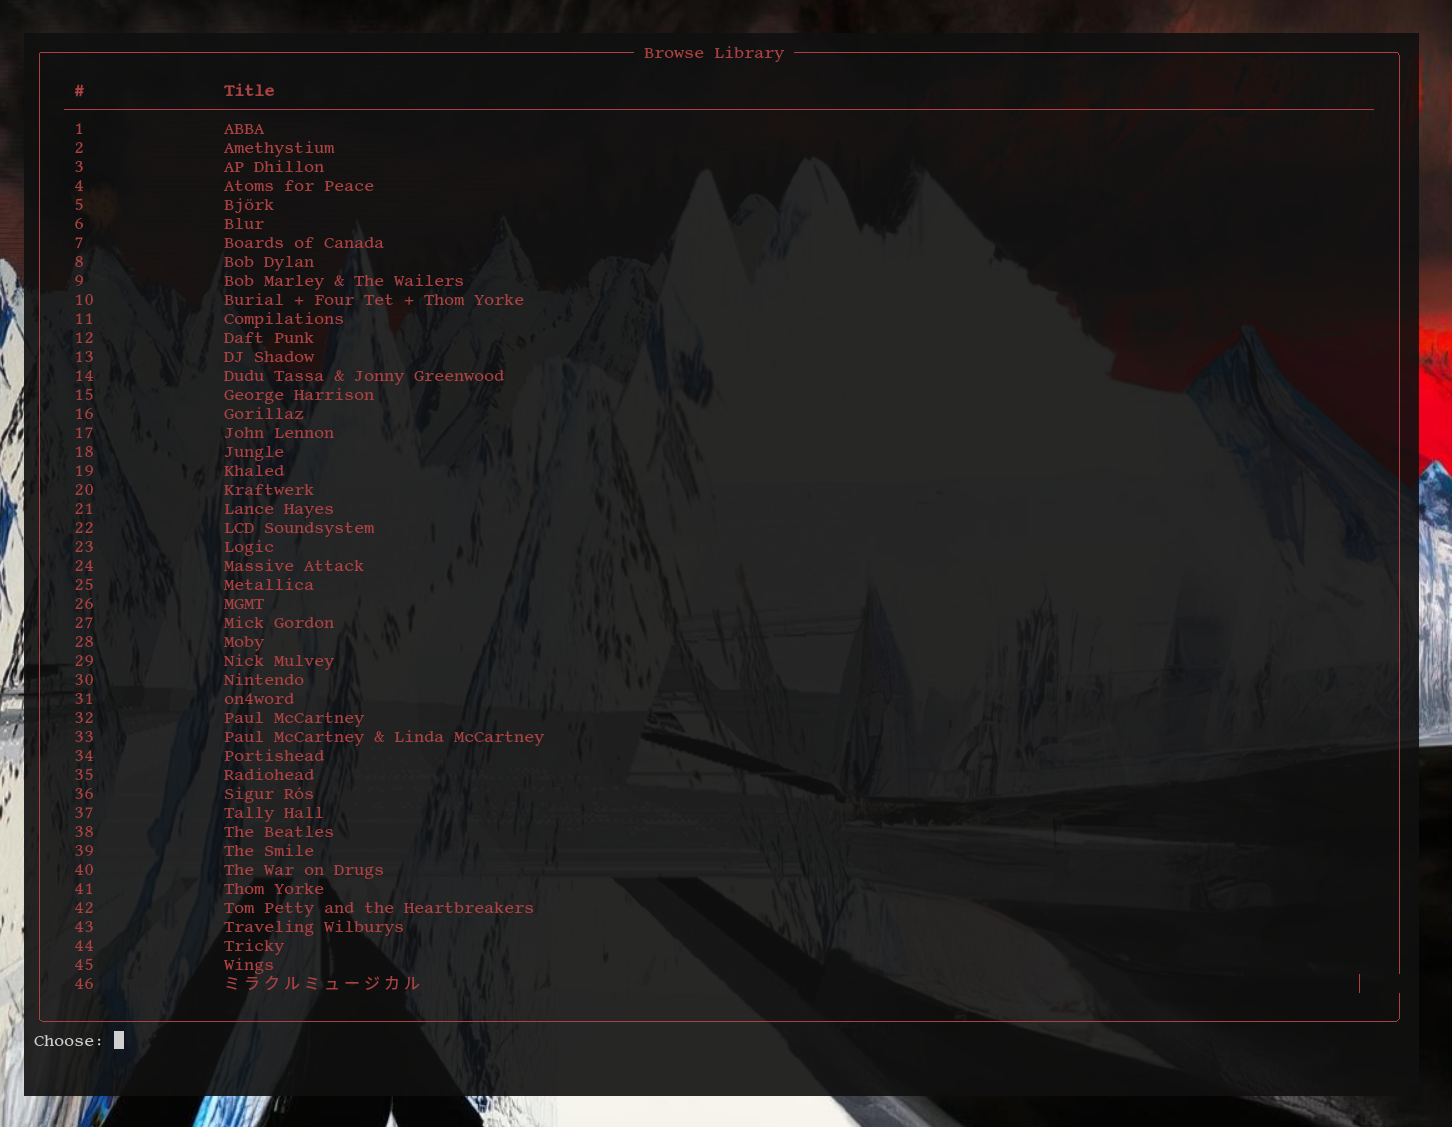 Browse Library
# Title
1 ABBA
2 Amethystium
3 AP Dhillon
4 Atoms for Peace
5 Björk
6 Blur
7 Boards of Canada
8 Bob Dylan
9 Bob Marley & The Wailers
10 Burial + Four Tet + Thom Yorke
11 Compilations
12 Daft Punk
13 DJ Shadow
14 Dudu Tassa & Jonny Greenwood
15 George Harrison
16 Gorillaz
17 John Lennon
18 Jungle
19 Khaled
20 Kraftwerk
21 Lance Hayes
22 LCD Soundsystem
23 Logic
24 Massive Attack
25 Metallica
26 MGMT
27 Mick Gordon
28 Moby
29 Nick Mulvey
30 Nintendo
31 on4word
32 Paul McCartney
33 Paul McCartney & Linda McCartney
34 Portishead
35 Radiohead
36 Sigur Rós
37 Tally Hall
38 The Beatles
39 The Smile
40 The War on Drugs
41 Thom Yorke
42 Tom Petty and the Heartbreakers
43 Traveling Wilburys
44 Tricky
45 Wings
46 ミラクルミュージカル
Choose: